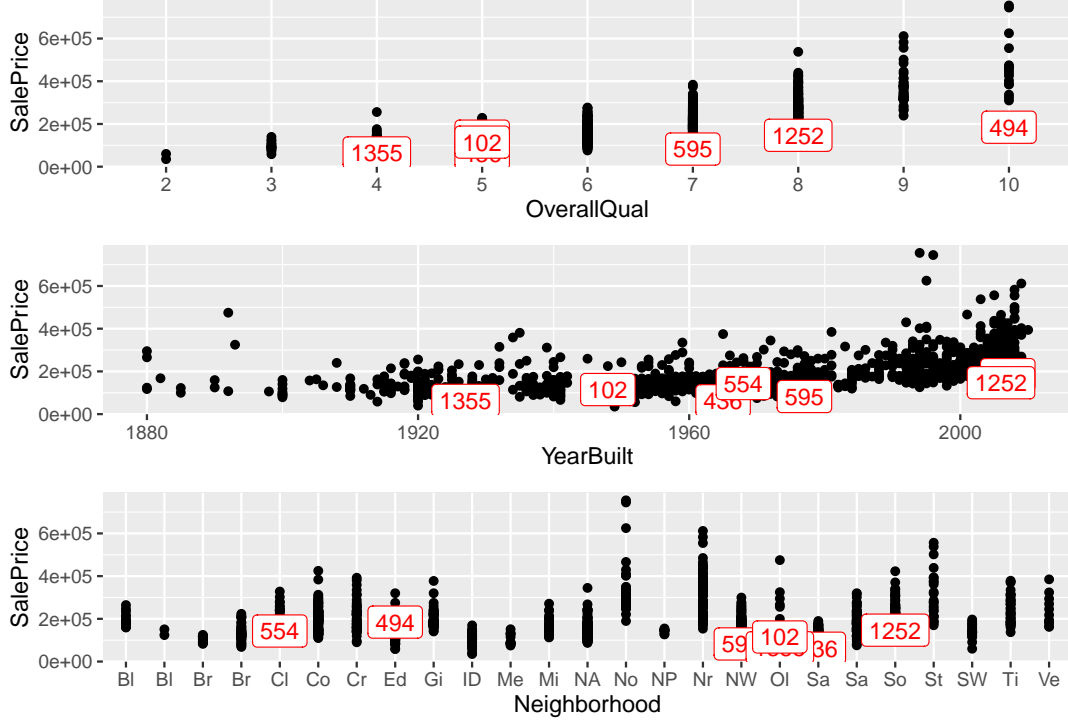 SalePrice
6e+05
4e+05
2e+05
0e+00
1355
102
595
1252
494
2 3 4 5 6 7 8 9 10
OverallQual
SalePrice
6e+05
4e+05
2e+05
0e+00
1355
102
554
595
1252
1880 1920 1960 2000
YearBuilt
SalePrice
6e+05
4e+05
2e+05
0e+00
554
494
102
1252
Bl Bl Br Br Cl Co Cr Ed Gi ID Me Mi NA No NP Nr NW Ol Sa Sa So St SW Ti Ve
Neighborhood